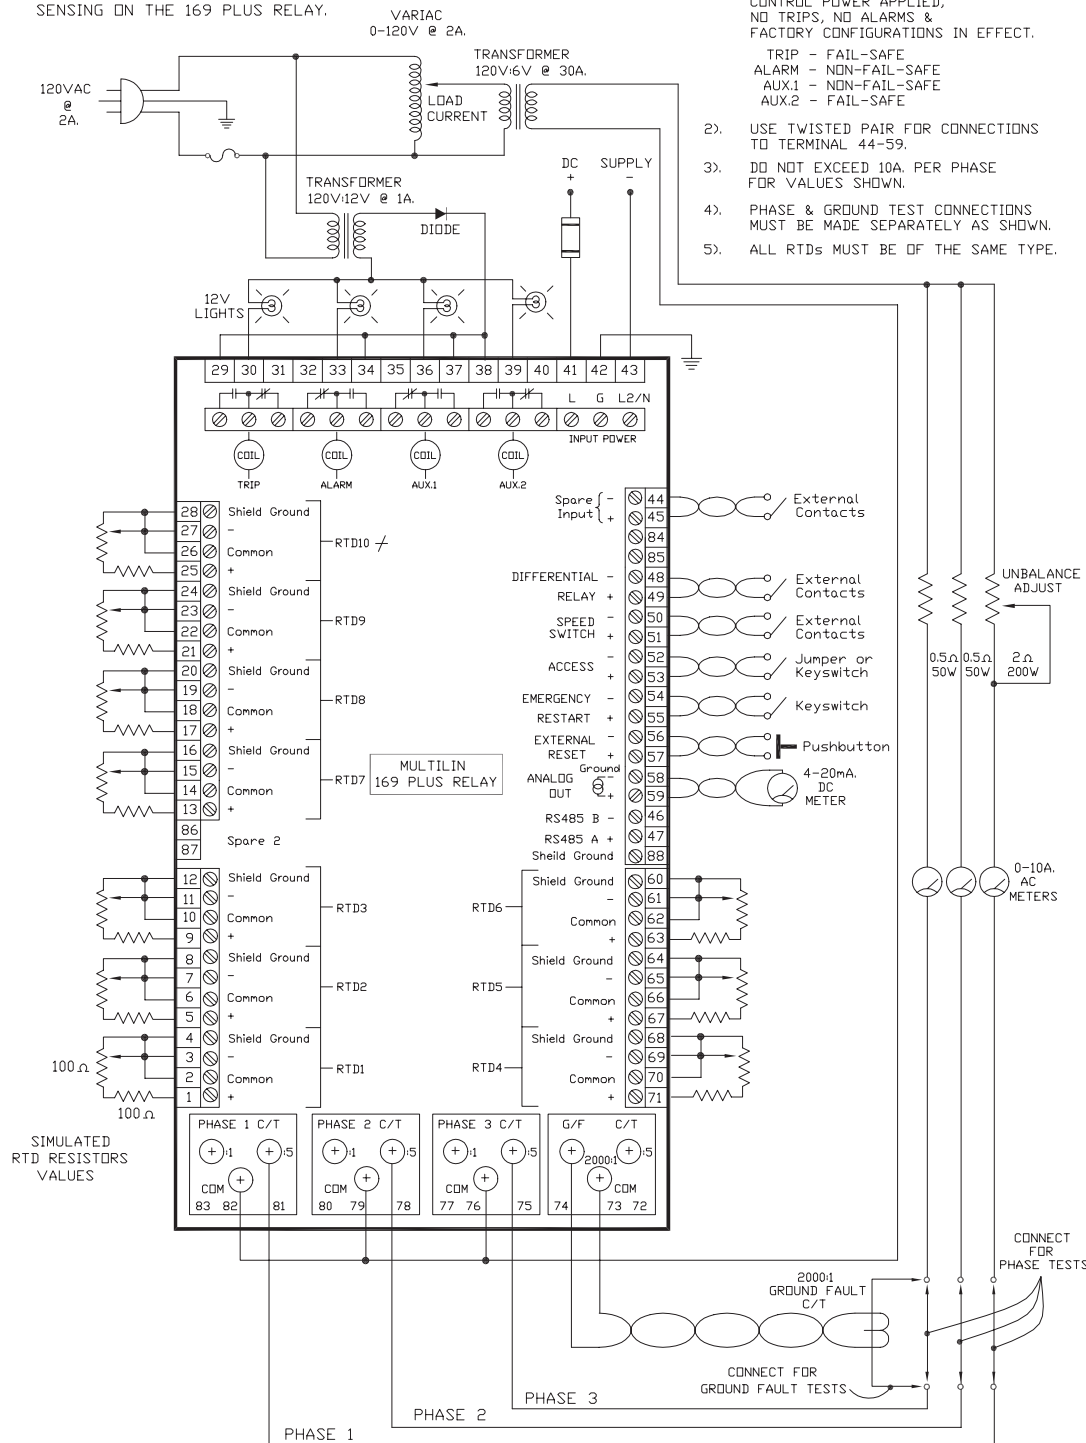 SENSING ON THE 169 PLUS RELAY.
VARIAC
0-120V @ 2A.
TRANSFORMER
120V:6V @ 30A.
120VAC
@
2A.
LOAD
CURRENT
TRANSFORMER
120V:12V @ 1A.
DIODE
DC SUPPLY
+ -
12V
LIGHTS
CONTROL POWER APPLIED,
NO TRIPS, NO ALARMS &
FACTORY CONFIGURATIONS IN EFFECT.
TRIP - FAIL-SAFE
ALARM - NON-FAIL-SAFE
AUX.1 - NON-FAIL-SAFE
AUX.2 - FAIL-SAFE
2). USE TWISTED PAIR FOR CONNECTIONS
TO TERMINAL 44-59.
3). DO NOT EXCEED 10A. PER PHASE
FOR VALUES SHOWN.
4). PHASE & GROUND TEST CONNECTIONS
MUST BE MADE SEPARATELY AS SHOWN.
5). ALL RTDs MUST BE OF THE SAME TYPE.
29 30 31 32 33 34 35 36 37 38 39 40 41 42 43
L G L2/N
INPUT POWER
COIL COIL COIL COIL
TRIP ALARM AUX.1 AUX.2
28 Shield Ground
27 -
26 Common
25 +
RTD10
24 Shield Ground
23 -
22 Common
21 +
RTD9
20 Shield Ground
19 -
18 Common
17 +
RTD8
16 Shield Ground
15 -
14 Common
13 +
RTD7
86
87
Spare 2
12 Shield Ground
11 -
10 Common
9 +
RTD3
8 Shield Ground
7 -
6 Common
5 +
RTD2
4 Shield Ground
3 -
2 Common
1 +
RTD1
100Ω
100Ω
SIMULATED
RTD RESISTORS
VALUES
MULTILIN
169 PLUS RELAY
Spare - 44
Input + 45
External
Contacts
84
85
DIFFERENTIAL - 48
RELAY + 49
External
Contacts
SPEED - 50
SWITCH + 51
External
Contacts
ACCESS - 52
+ 53
Jumper or
Keyswitch
EMERGENCY - 54
RESTART + 55
Keyswitch
EXTERNAL - 56
RESET + 57
Pushbutton
Ground
ANALOG - 58
OUT + 59
4-20mA.
DC
METER
RS485 B - 46
RS485 A + 47
Sheild Ground 88
Shield Ground 60
- 61
Common 62
+ 63
RTD6
Shield Ground 64
- 65
Common 66
+ 67
RTD5
Shield Ground 68
- 69
Common 70
+ 71
RTD4
UNBALANCE
ADJUST
0.5Ω 0.5Ω 2Ω
50W 50W 200W
0-10A.
AC
METERS
PHASE 1 C/T
:1 :5
COM
83 82 81
PHASE 2 C/T
:1 :5
COM
80 79 78
PHASE 3 C/T
:1 :5
COM
77 76 75
G/F C/T
2000:1 :5
COM
74 73 72
CONNECT
FOR
PHASE TESTS
2000:1
GROUND FAULT
C/T
CONNECT FOR
GROUND FAULT TESTS
PHASE 3
PHASE 2
PHASE 1